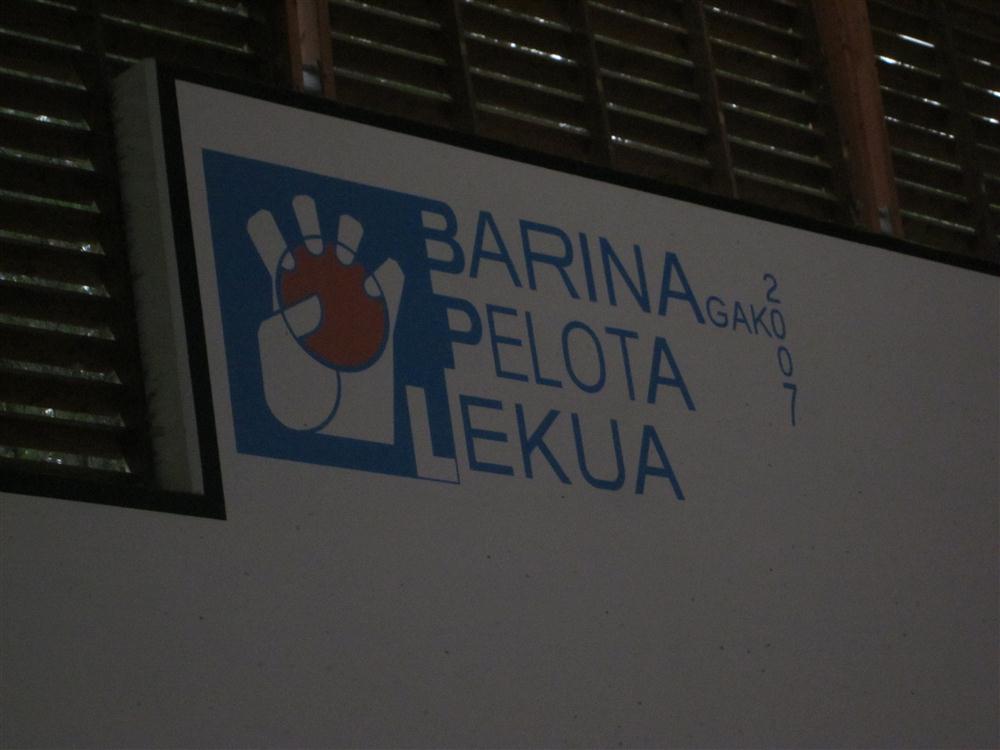 BARINAGAKO
PELOTA
LEKUA
2007